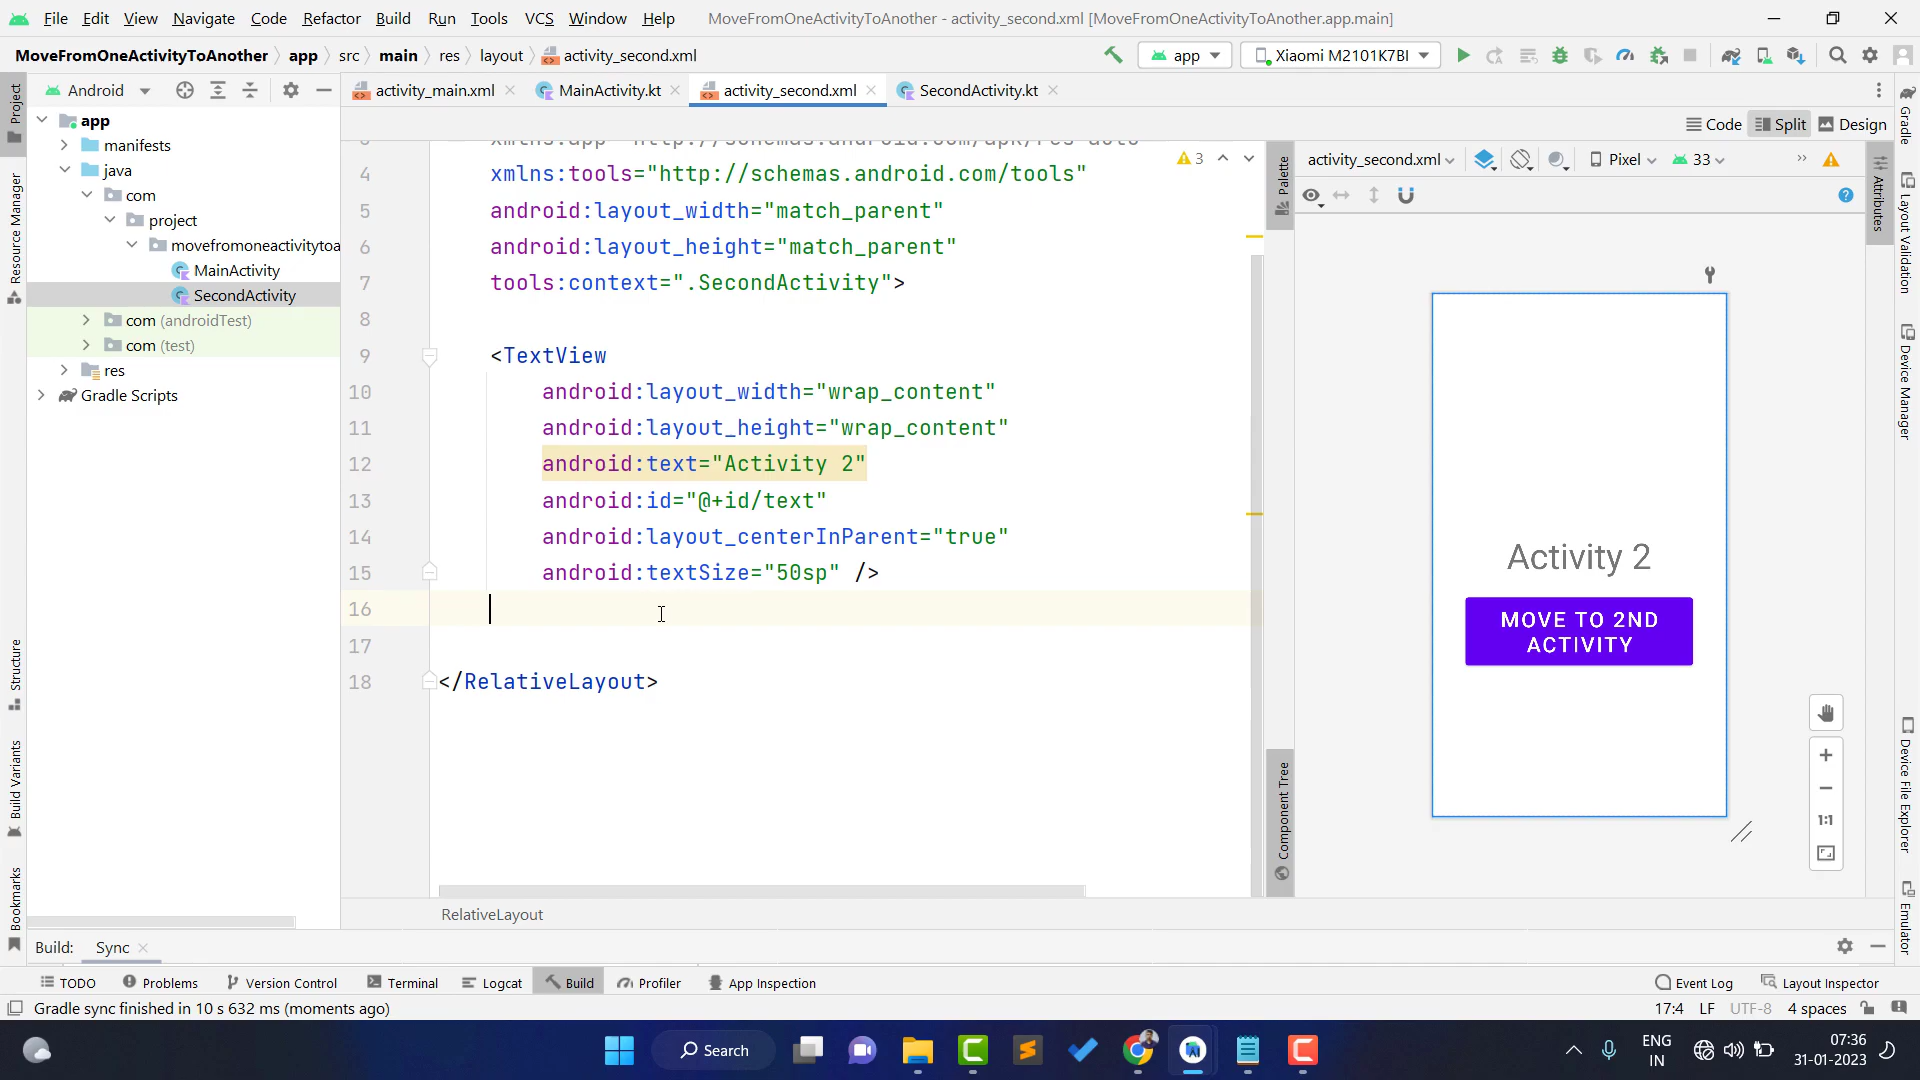 File Edit View Navigate Code Refactor Build Run Tools VCS Window Help MoveFromOneActivityToAnother - activity_second.xml [MoveFromOneActivityToAnother.app.main]
MoveFromOneActivityToAnother app src main res layout activity_second.xml app Xiaomi M2101K7BI
Android activity_main.xml MainActivity.kt activity_second.xml SecondActivity.kt
Code Split Design
app
manifests
java
com
project
movefromoneactivitytoa
MainActivity
SecondActivity
com (androidTest)
com (test)
res
Gradle Scripts
Project
Resource Manager
Structure
Build Variants
Bookmarks
4 xmlns:tools="http://schemas.android.com/tools"
5 android:layout_width="match_parent"
6 android:layout_height="match_parent"
7 tools:context=".SecondActivity">
8
9 <TextView
10 android:layout_width="wrap_content"
11 android:layout_height="wrap_content"
12 android:text="Activity 2"
13 android:id="@+id/text"
14 android:layout_centerInParent="true"
15 android:textSize="50sp" />
16
17
18 </RelativeLayout>
3
RelativeLayout
Palette
Component Tree
activity_second.xml Pixel 33
Activity 2
MOVE TO 2ND
ACTIVITY
1:1
Attributes
Gradle
Layout Validation
Device Manager
Device File Explorer
Emulator
Build: Sync
TODO Problems Version Control Terminal Logcat Build Profiler App Inspection Event Log Layout Inspector
Gradle sync finished in 10 s 632 ms (moments ago) 17:4 LF UTF-8 4 spaces
Search
ENG
IN
07:36
31-01-2023